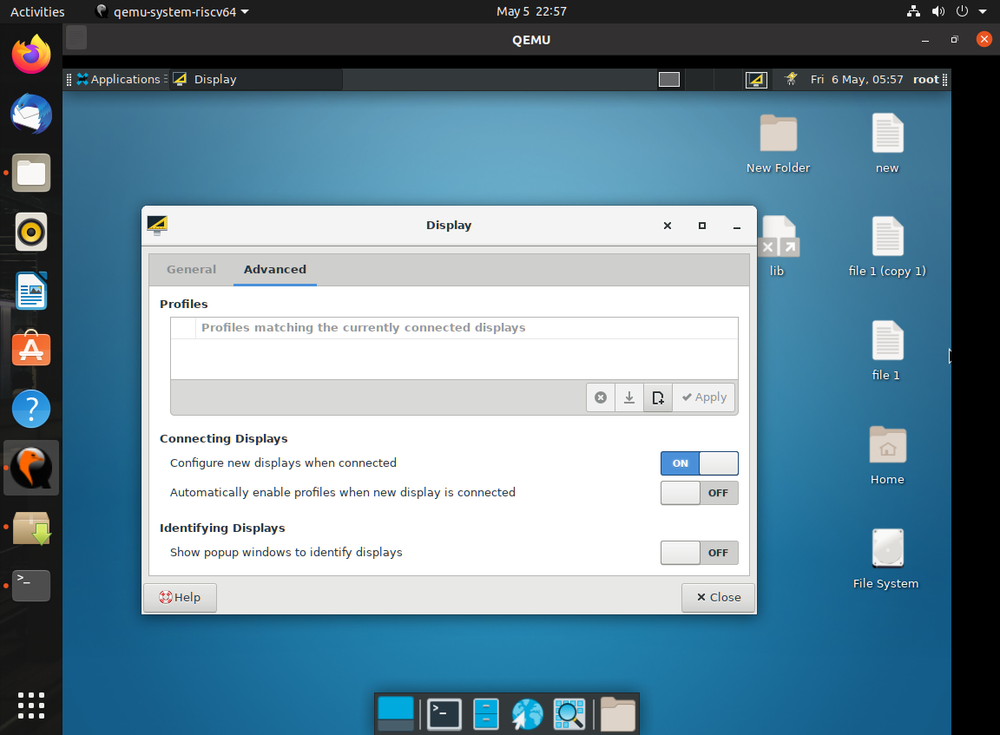 Activities qemu-system-riscv64 May 5 22:57
QEMU
Applications Display Fri 6 May, 05:57 root
New Folder new
Display
lib file 1 (copy 1)
General Advanced
Profiles
Profiles matching the currently connected displays
file 1
Apply
Connecting Displays
Configure new displays when connected ON
Automatically enable profiles when new display is connected OFF
Home
Identifying Displays
Show popup windows to identify displays OFF
File System
Help Close